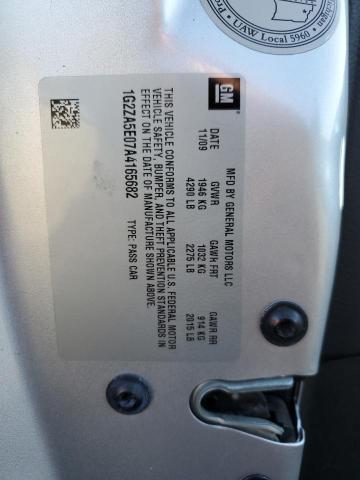 Michigan
UAW Local 5960
GM
MFD BY GENERAL MOTORS LLC
DATE GVWR GAWR FRT GAWR RR
11/09 1946 KG 1032 KG 914 KG
4290 LB 2275 LB 2015 LB
THIS VEHICLE CONFORMS TO ALL APPLICABLE U.S. FEDERAL MOTOR
VEHICLE SAFETY, BUMPER, AND THEFT PREVENTION STANDARDS IN
EFFECT ON THE DATE OF MANUFACTURE SHOWN ABOVE.
1G2ZA5E07A4165682 TYPE: PASS CAR